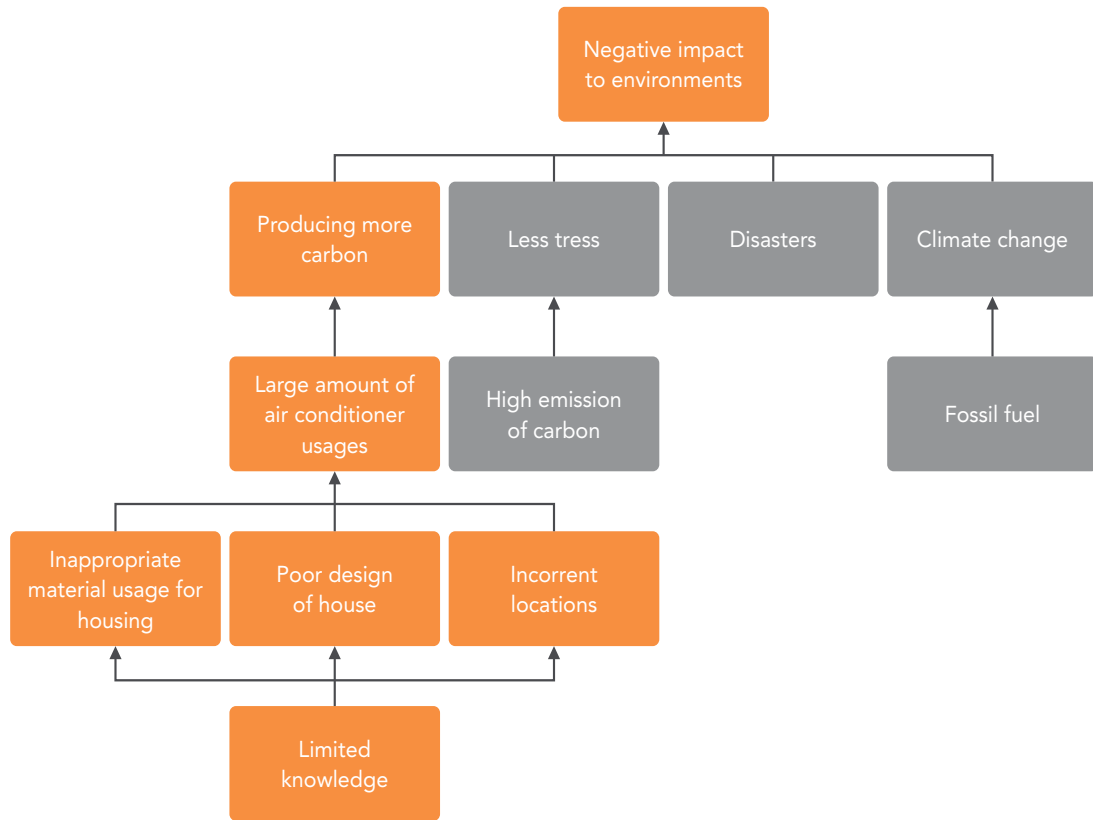 Negative impact
to environments
Producing more
carbon
Less tress
Disasters
Climate change
Large amount of
air conditioner
usages
High emission
of carbon
Fossil fuel
Inappropriate
material usage for
housing
Poor design
of house
Incorrent
locations
Limited
knowledge